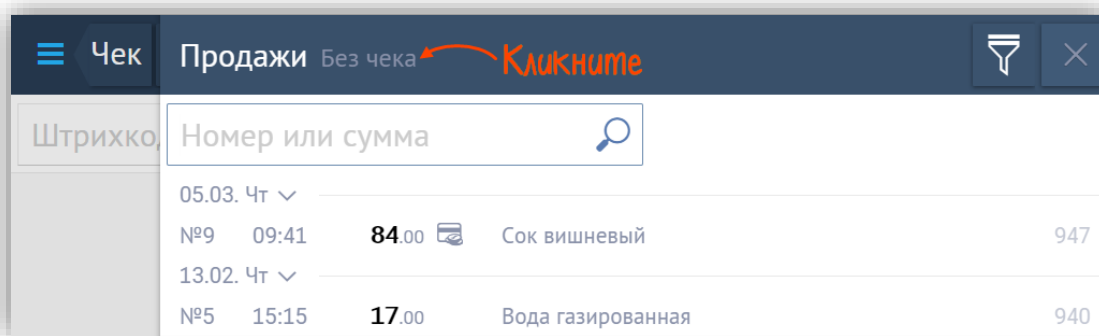 Чек Продажи Без чека Кликните
Штрихко Номер или сумма
05.03. Чт
№9 09:41 84.00 Сок вишневый 947
13.02. Чт
№5 15:15 17.00 Вода газированная 940